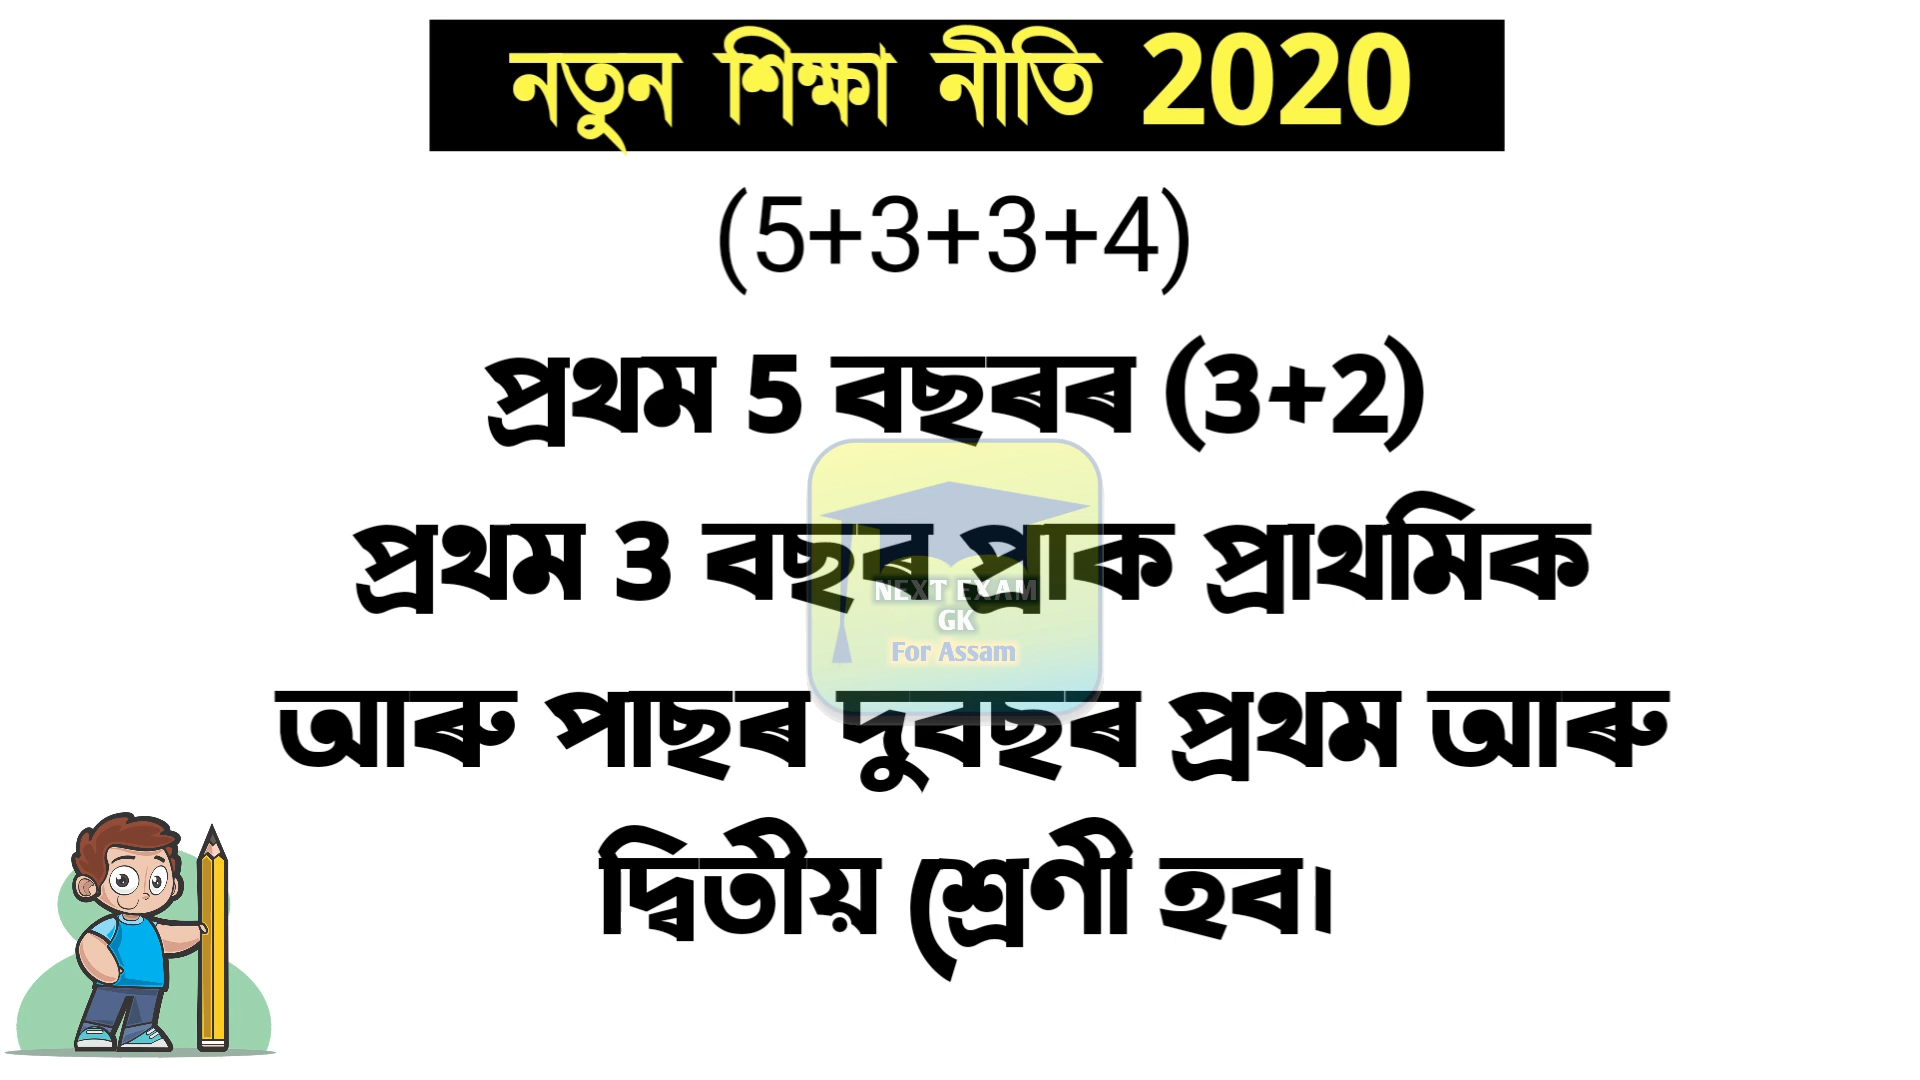 নতুন শিক্ষা নীতি 2020
(5+3+3+4)
প্ৰথম 5 বছৰৰ (3+2)
প্ৰথম 3 বছৰ প্ৰাক প্ৰাথমিক
NEXT EXAM
GK
For Assam
আৰু পাছৰ দুবছৰ প্ৰথম আৰু
দ্বিতীয় শ্ৰেণী হব।